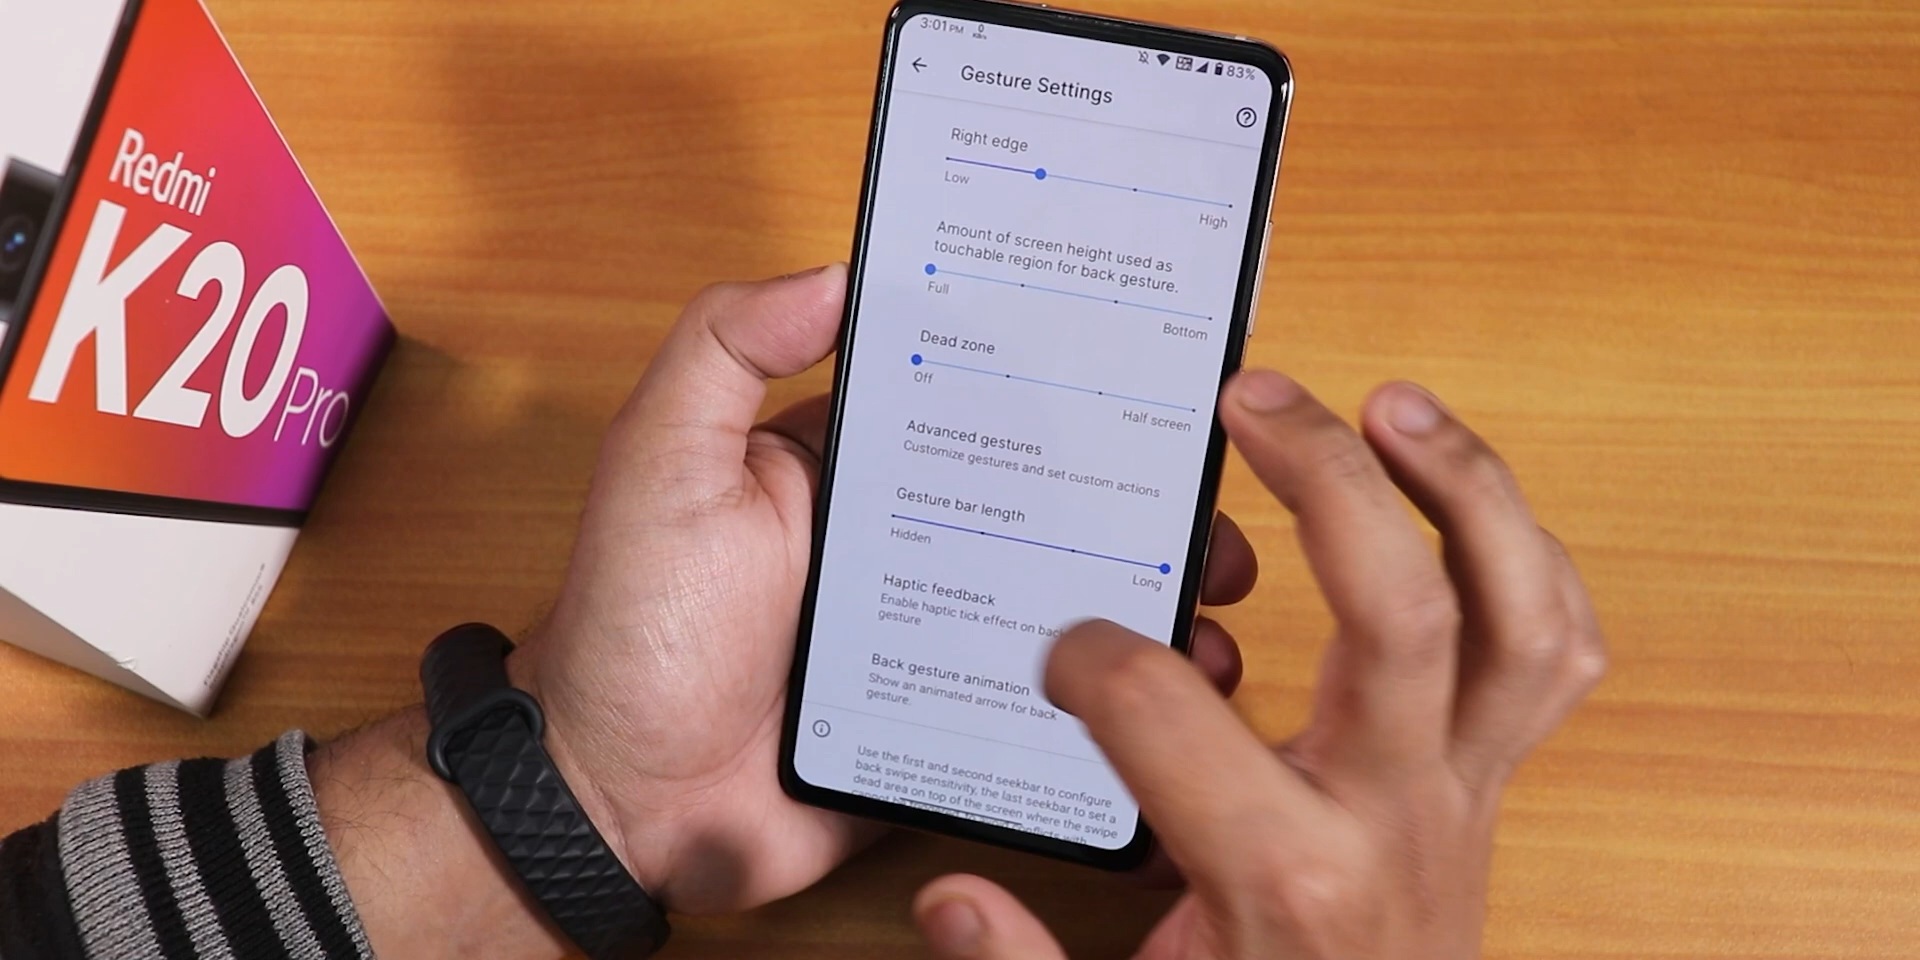 Redmi
K20 Pro
3:01 PM
0
KB/s
83%
Gesture Settings
Right edge
Low
High
Amount of screen height used as
touchable region for back gesture.
Full
Bottom
Dead zone
Off
Half screen
Advanced gestures
Customize gestures and set custom actions
Gesture bar length
Hidden
Long
Haptic feedback
Enable haptic tick effect on back
gesture
Back gesture animation
Show an animated arrow for back
gesture.
Use the first and second seekbar to configure
back swipe sensitivity, the last seekbar to set a
dead area on top of the screen where the swipe